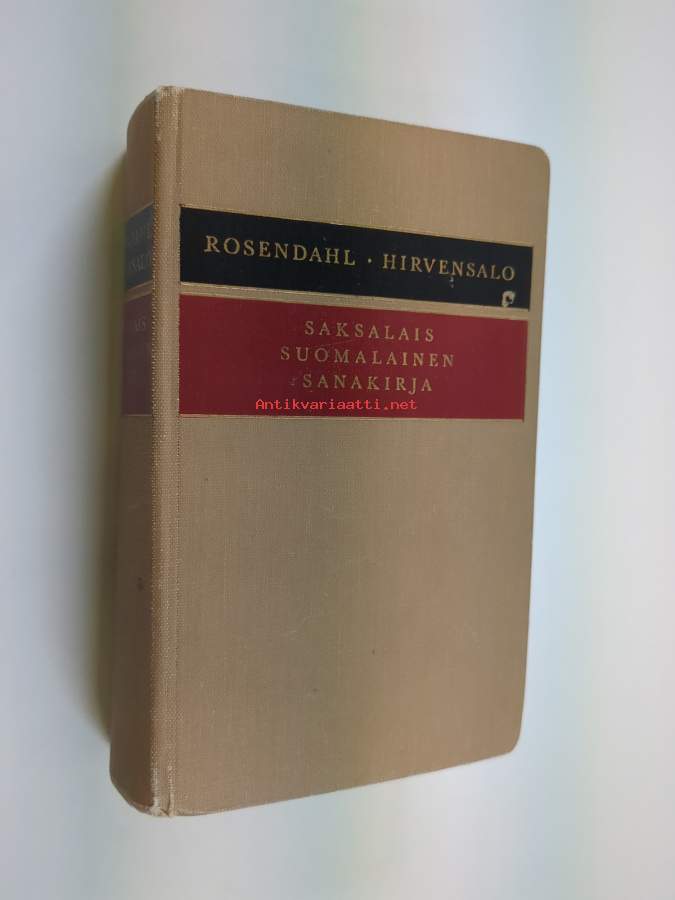 ROSENDAHL · HIRVENSALO
SAKSALAIS
SUOMALAINEN
SANAKIRJA
Antikvariaatti.net